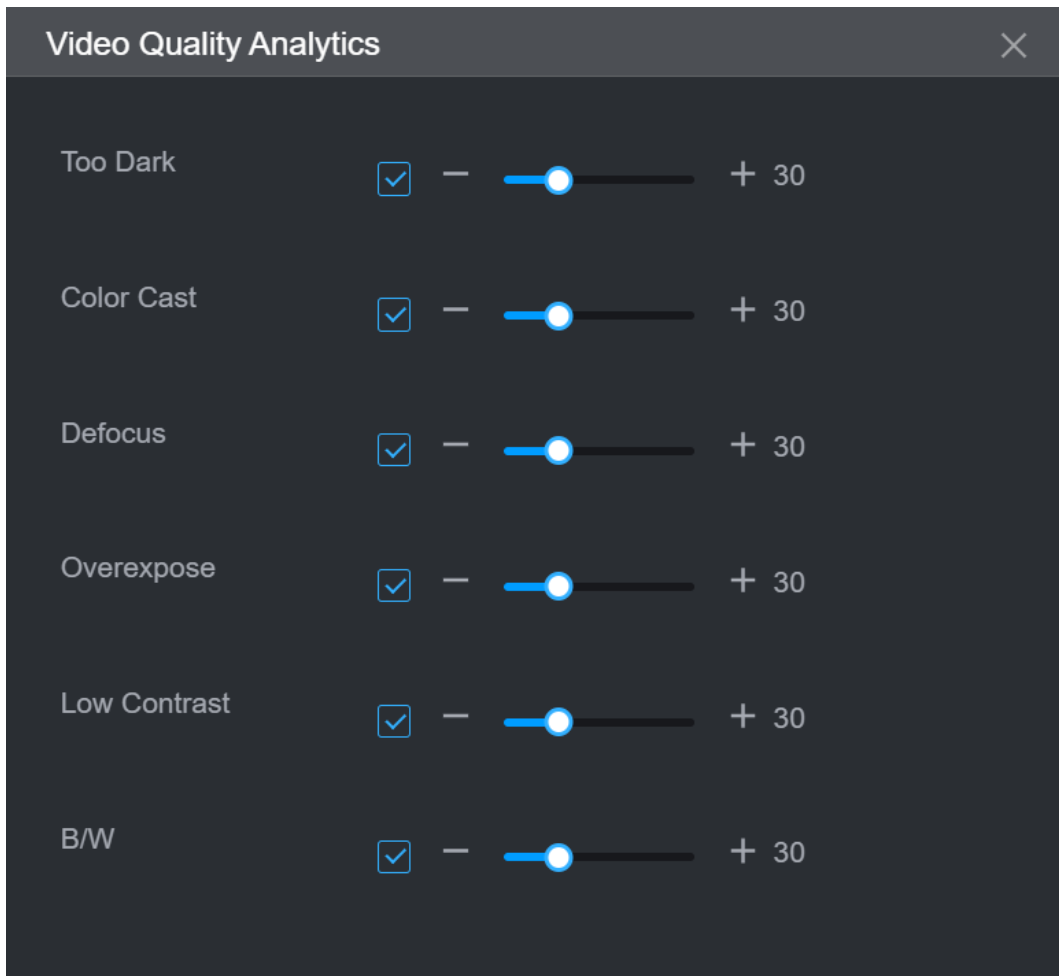 Video Quality Analytics
Too Dark 30
Color Cast 30
Defocus 30
Overexpose 30
Low Contrast 30
B/W 30